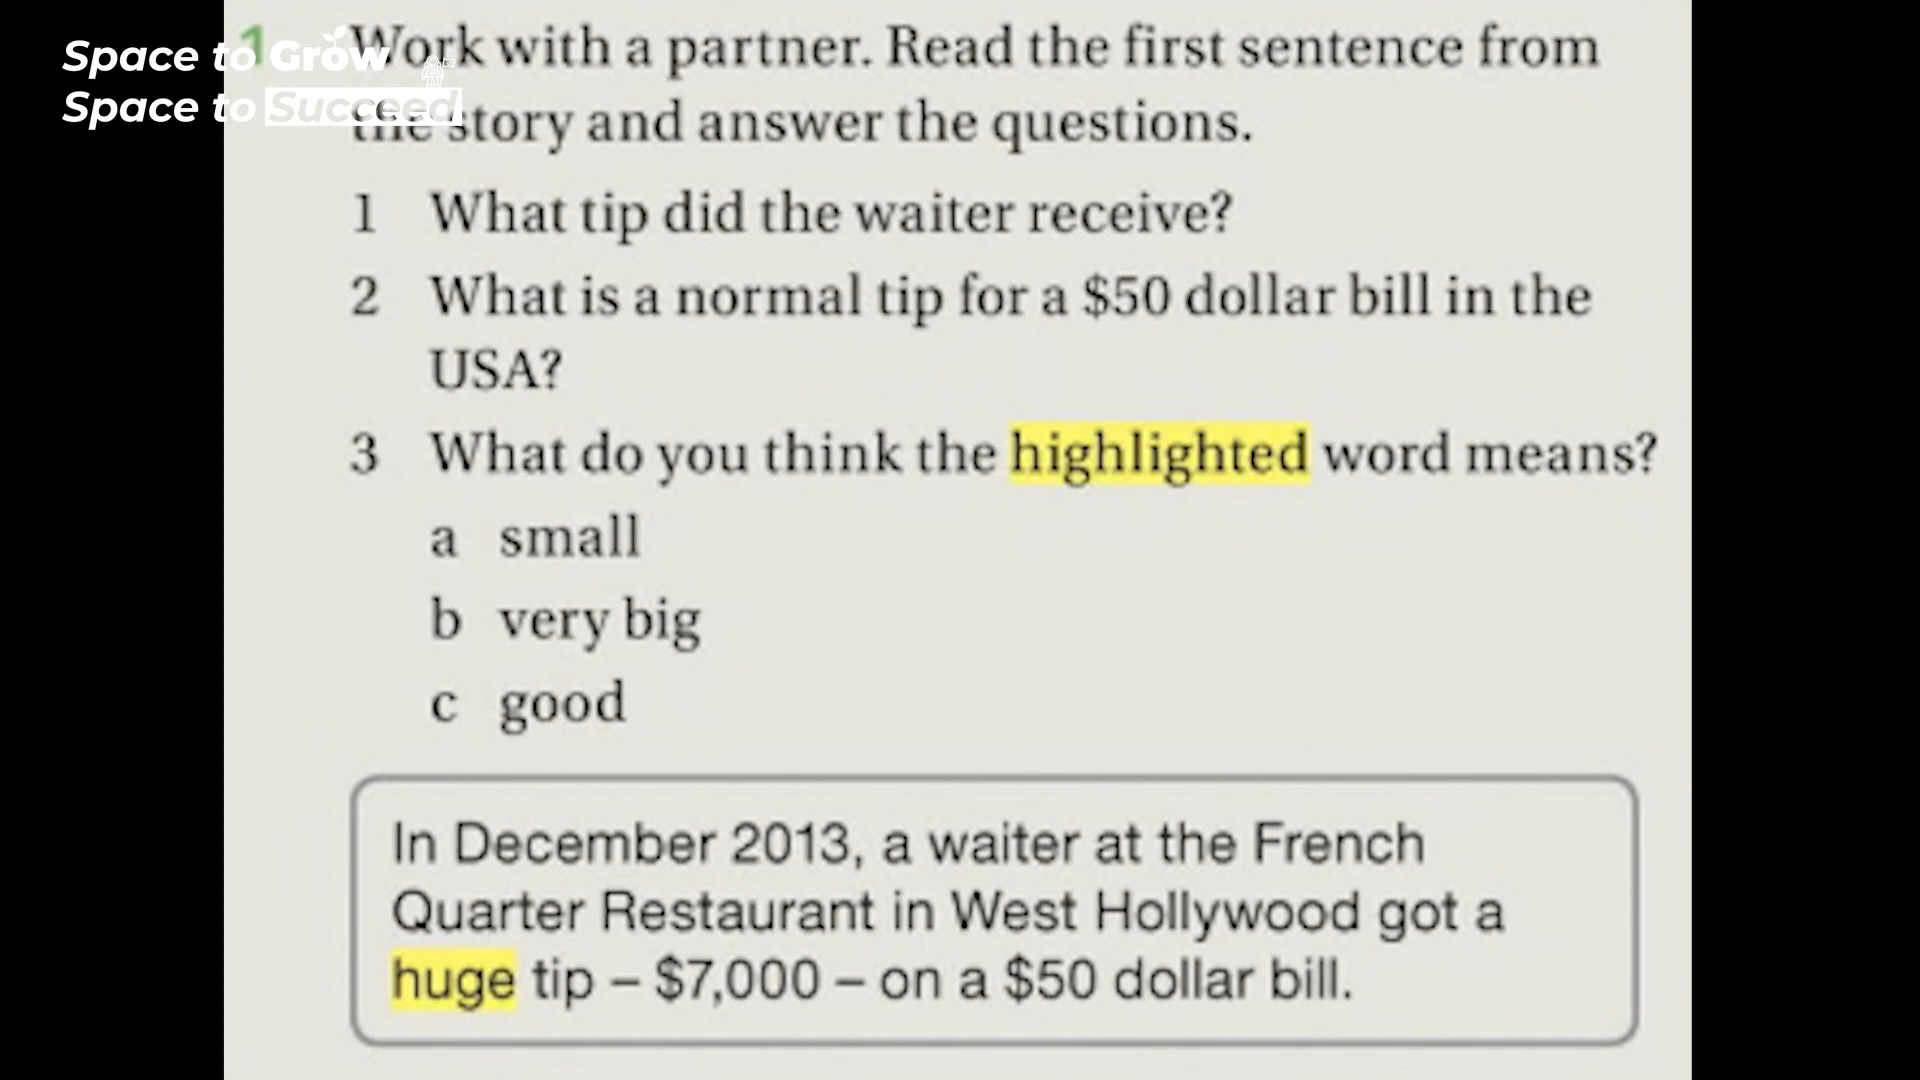 Space to Grow
Space to Succeed
1 Work with a partner. Read the first sentence from
the story and answer the questions.
1 What tip did the waiter receive?
2 What is a normal tip for a $50 dollar bill in the
USA?
3 What do you think the highlighted word means?
a small
b very big
c good
In December 2013, a waiter at the French
Quarter Restaurant in West Hollywood got a
huge tip – $7,000 – on a $50 dollar bill.